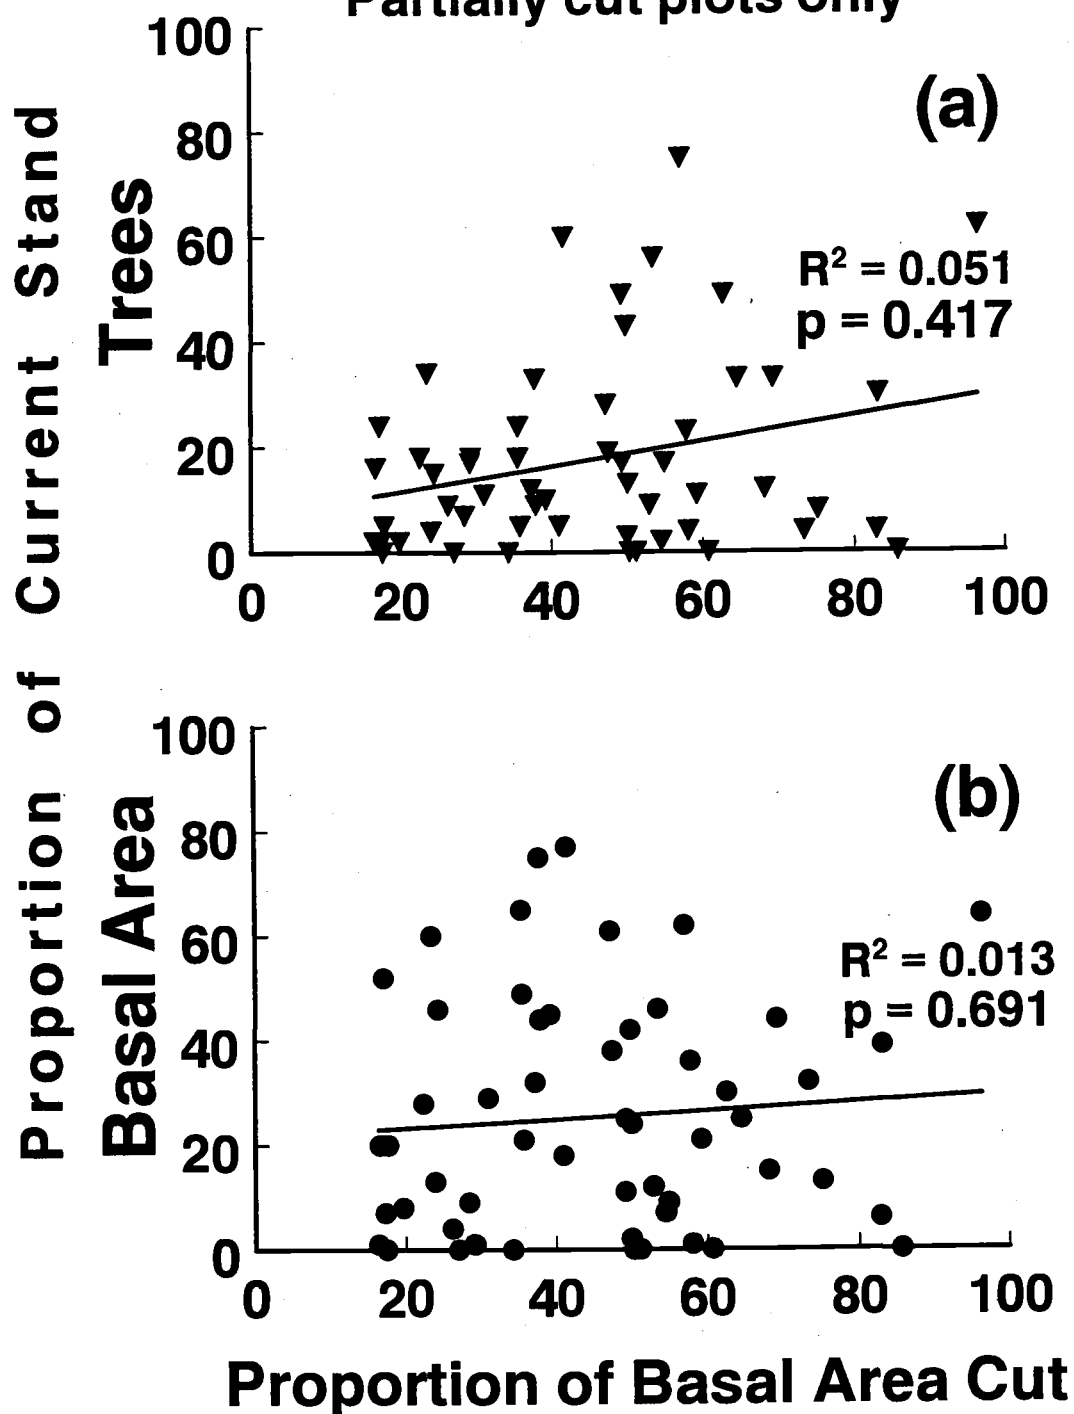 Partially cut plots only
100
(a)
80
60
R² = 0.051
p = 0.417
40
20
0
0 20 40 60 80 100
Trees
Proportion of Current Stand
100
(b)
80
60
R² = 0.013
p = 0.691
40
20
0
0 20 40 60 80 100
Basal Area
Proportion of Basal Area Cut